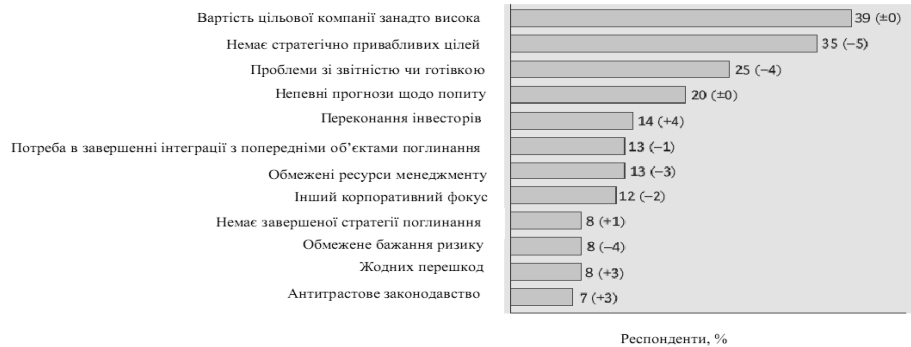 Вартість цільової компанії занадто висока 39 (±0)
Немає стратегічно привабливих цілей 35 (–5)
Проблеми зі звітністю чи готівкою 25 (–4)
Непевні прогнози щодо попиту 20 (±0)
Переконання інвесторів 14 (+4)
Потреба в завершенні інтеграції з попередніми об’єктами поглинання 13 (–1)
Обмежені ресурси менеджменту 13 (–3)
Інший корпоративний фокус 12 (–2)
Немає завершеної стратегії поглинання 8 (+1)
Обмежене бажання ризику 8 (–4)
Жодних перешкод 8 (+3)
Антитрастове законодавство 7 (+3)
Респонденти, %